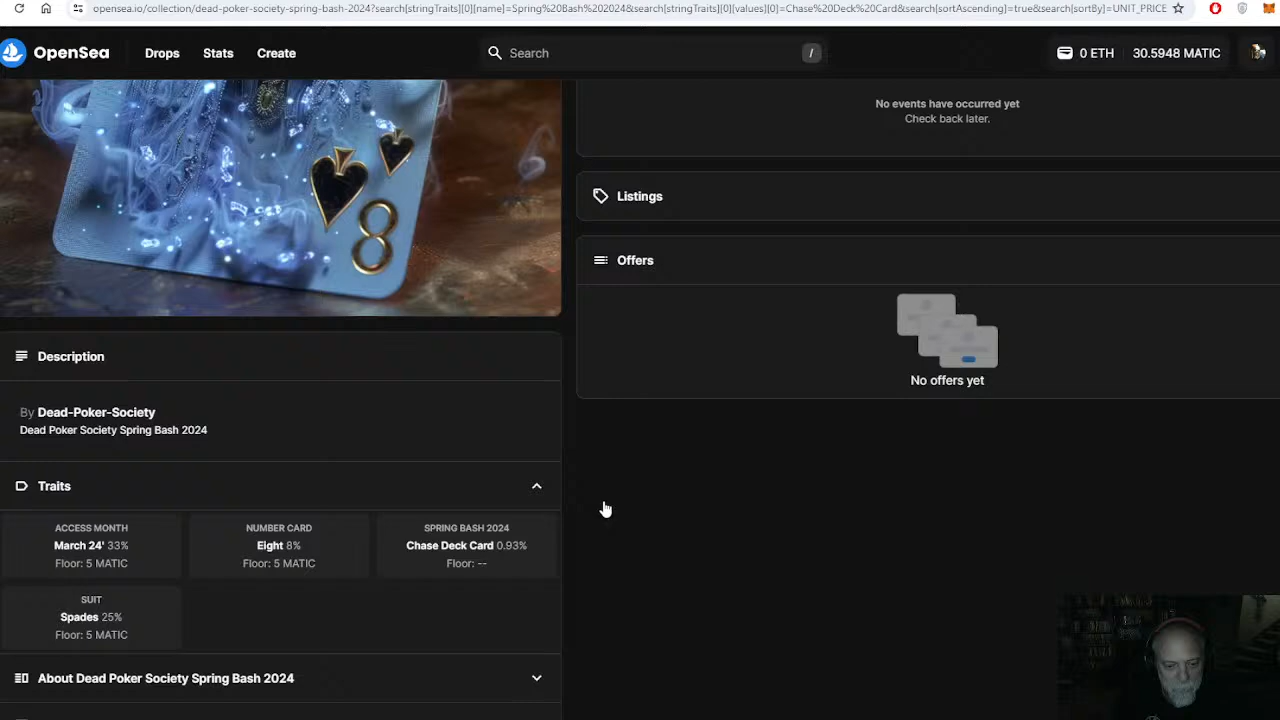 opensea.io/collection/dead-poker-society-spring-bash-2024?search[stringTraits][0][name]=Spring%20Bash%202024&search[stringTraits][0][values][0]=Chase%20Deck%20Card&search[sortAscending]=true&search[sortBy]=UNIT_PRICE
OpenSea
Drops
Stats
Create
Search
/
0 ETH
30.5948 MATIC
8
No events have occurred yet
Check back later.
Listings
Offers
No offers yet
Description
By Dead-Poker-Society
Dead Poker Society Spring Bash 2024
Traits
ACCESS MONTH
March 24' 33%
Floor: 5 MATIC
NUMBER CARD
Eight 8%
Floor: 5 MATIC
SPRING BASH 2024
Chase Deck Card 0.93%
Floor: --
SUIT
Spades 25%
Floor: 5 MATIC
About Dead Poker Society Spring Bash 2024